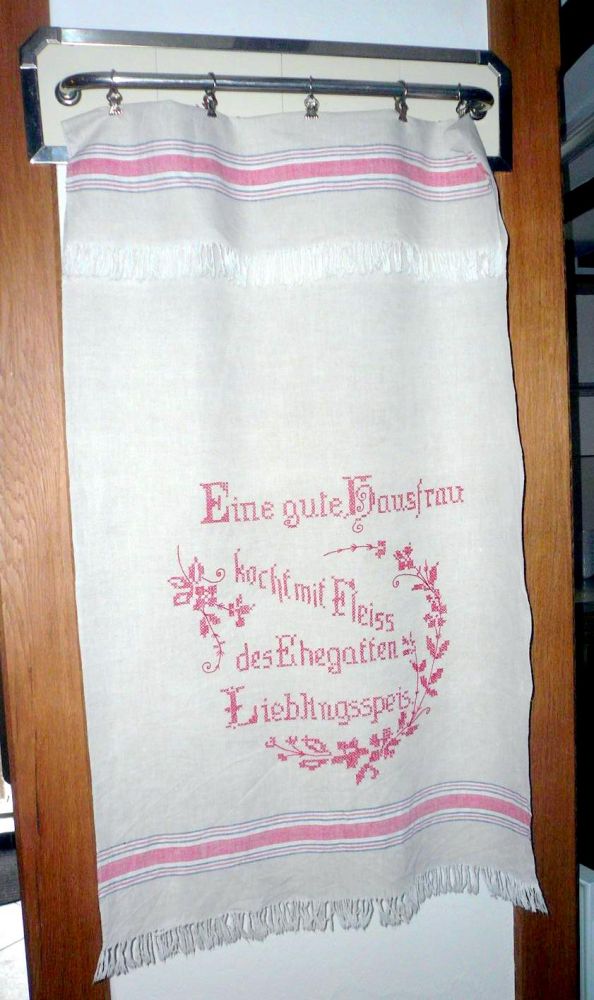 Eine gute Hausfrau
kocht mit Fleiss
des Ehegatten
Lieblingsspeis